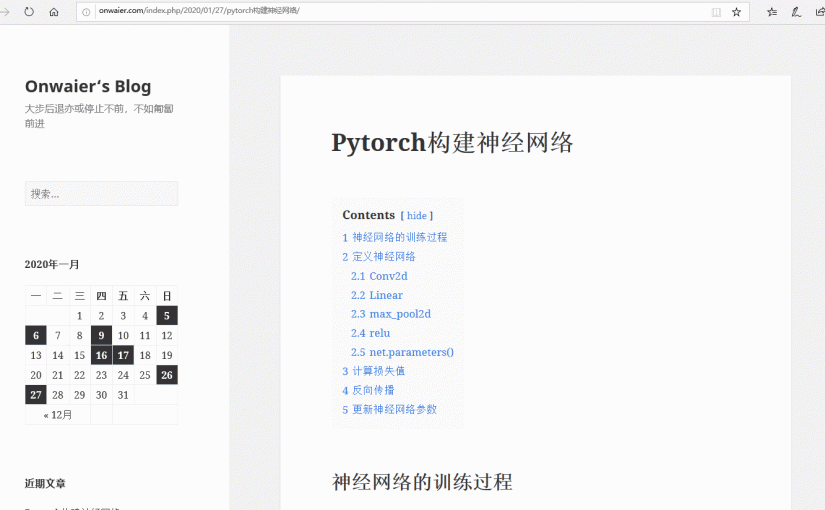 onwaier.com/index.php/2020/01/27/pytorch构建神经网络/
Onwaier's Blog
大步后退亦或停止不前，不如匍匐
前进
搜索...
2020年一月
一 二 三 四 五 六 日
1 2 3 4 5
6 7 8 9 10 11 12
13 14 15 16 17 18 19
20 21 22 23 24 25 26
27 28 29 30 31
« 12月
近期文章
Pytorch构建神经网络
Contents [ hide ]
1 神经网络的训练过程
2 定义神经网络
2.1 Conv2d
2.2 Linear
2.3 max_pool2d
2.4 relu
2.5 net.parameters()
3 计算损失值
4 反向传播
5 更新神经网络参数
神经网络的训练过程